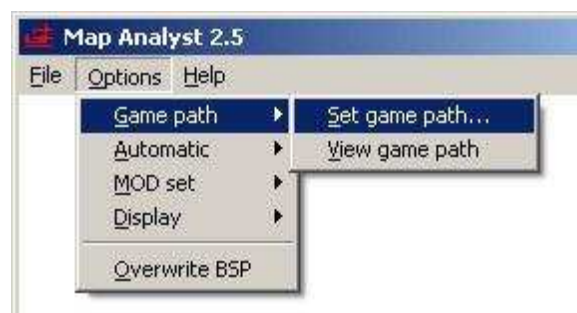 Map Analyst 2.5
File Options Help
Game path Set game path...
Automatic View game path
MOD set
Display
Overwrite BSP